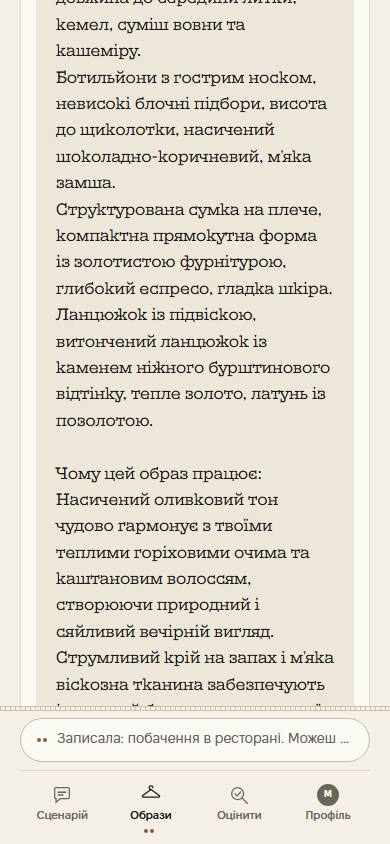 довжина до середини литки,
кемел, суміш вовни та
кашеміру.
Ботильйони з гострим носком,
невисокі блочні підбори, висота
до щиколотки, насичений
шоколадно-коричневий, м'яка
замша.
Структурована сумка на плече,
компактна прямокутна форма
із золотистою фурнітурою,
глибокий еспресо, гладка шкіра.
Ланцюжок із підвіскою,
витончений ланцюжок із
каменем ніжного бурштинового
відтінку, тепле золото, латунь із
позолотою.
Чому цей образ працює:
Насичений оливковий тон
чудово гармонує з твоїми
теплими горіховими очима та
каштановим волоссям,
створюючи природний і
сяйливий вечірній вигляд.
Струмливий крій на запах і м'яка
віскозна тканина забезпечують
Записала: побачення в ресторані. Можеш ...
Сценарій
Образи
Оцінити
М
Профіль